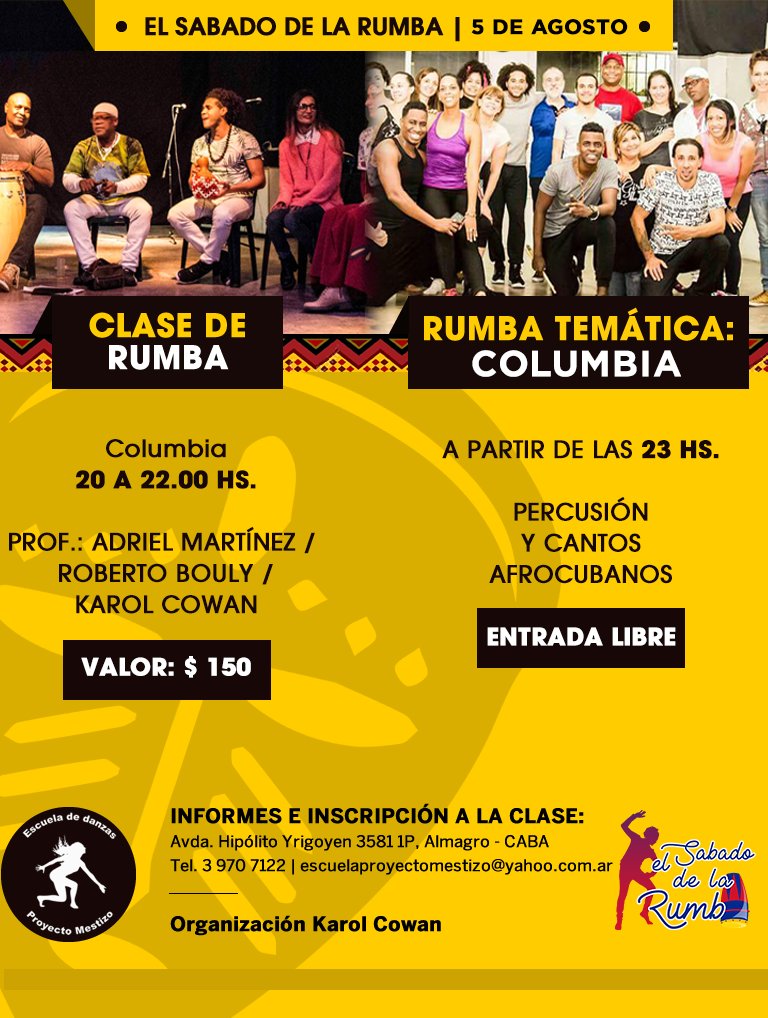 • EL SABADO DE LA RUMBA | 5 DE AGOSTO •
CLASE DE
RUMBA
Columbia
20 A 22.00 HS.
PROF.: ADRIEL MARTÍNEZ /
ROBERTO BOULY /
KAROL COWAN
VALOR: $ 150
RUMBA TEMÁTICA:
COLUMBIA
A PARTIR DE LAS 23 HS.
PERCUSIÓN
Y CANTOS
AFROCUBANOS
ENTRADA LIBRE
Escuela de danzas
Proyecto Mestizo
INFORMES E INSCRIPCIÓN A LA CLASE:
Avda. Hipólito Yrigoyen 3581 1P, Almagro - CABA
Tel. 3 970 7122 | escuelaproyectomestizo@yahoo.com.ar
Organización Karol Cowan
el Sabado
de la
Rumb